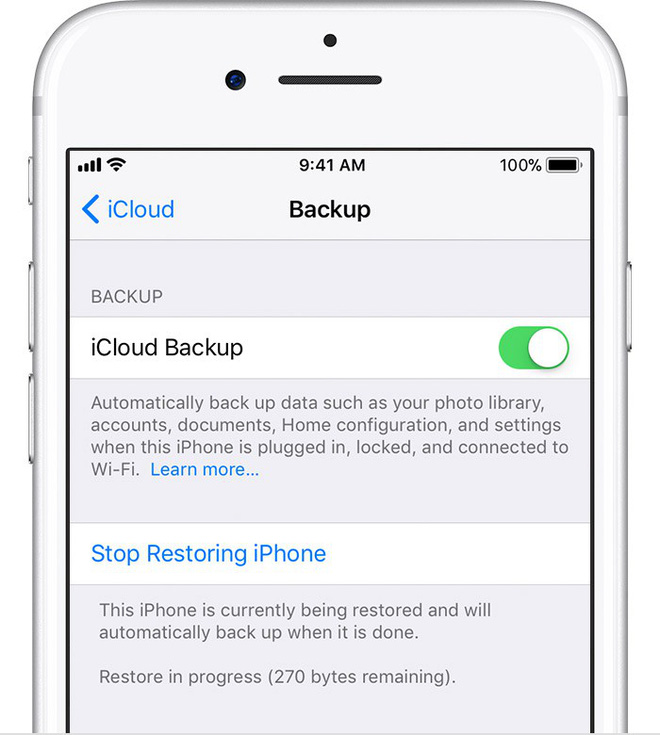 9:41 AM 100%
iCloud Backup
BACKUP
iCloud Backup
Automatically back up data such as your photo library,
accounts, documents, Home configuration, and settings
when this iPhone is plugged in, locked, and connected to
Wi-Fi. Learn more...
Stop Restoring iPhone
This iPhone is currently being restored and will
automatically back up when it is done.
Restore in progress (270 bytes remaining).